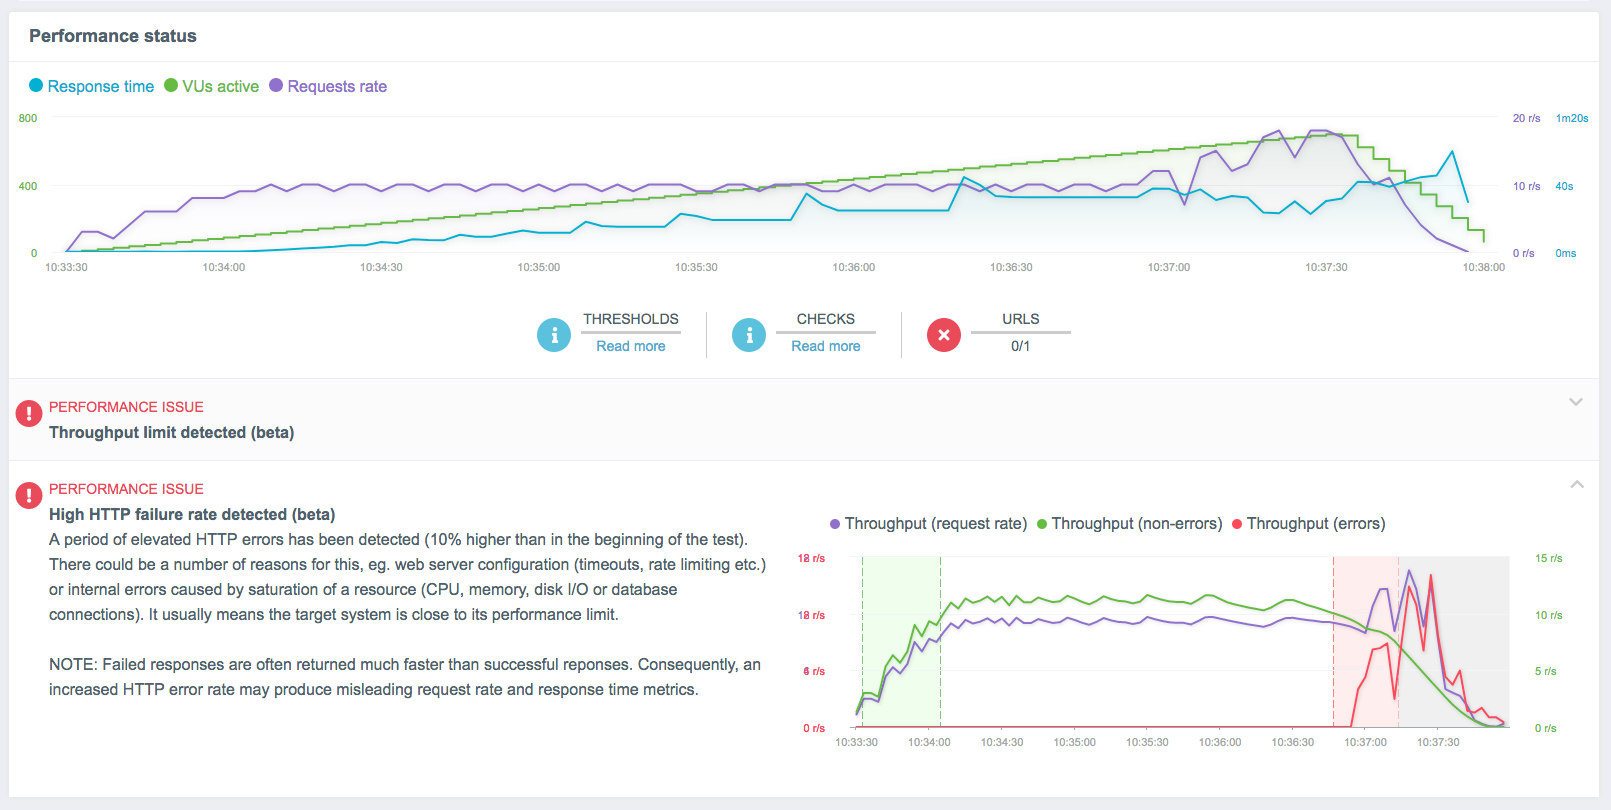 Performance status
Response time VUs active Requests rate
800 20 r/s 1m20s
400 10 r/s 40s
0 0 r/s 0ms
10:33:30 10:34:00 10:34:30 10:35:00 10:35:30 10:36:00 10:36:30 10:37:00 10:37:30 10:38:00
THRESHOLDS
Read more
CHECKS
Read more
URLS
0/1
PERFORMANCE ISSUE
Throughput limit detected (beta)
PERFORMANCE ISSUE
High HTTP failure rate detected (beta)
A period of elevated HTTP errors has been detected (10% higher than in the beginning of the test).
There could be a number of reasons for this, eg. web server configuration (timeouts, rate limiting etc.)
or internal errors caused by saturation of a resource (CPU, memory, disk I/O or database
connections). It usually means the target system is close to its performance limit.
NOTE: Failed responses are often returned much faster than successful reponses. Consequently, an
increased HTTP error rate may produce misleading request rate and response time metrics.
Throughput (request rate) Throughput (non-errors) Throughput (errors)
r/s 15 r/s
r/s 10 r/s
r/s 5 r/s
0 r/s 0 r/s
10:33:30 10:34:00 10:34:30 10:35:00 10:35:30 10:36:00 10:36:30 10:37:00 10:37:30